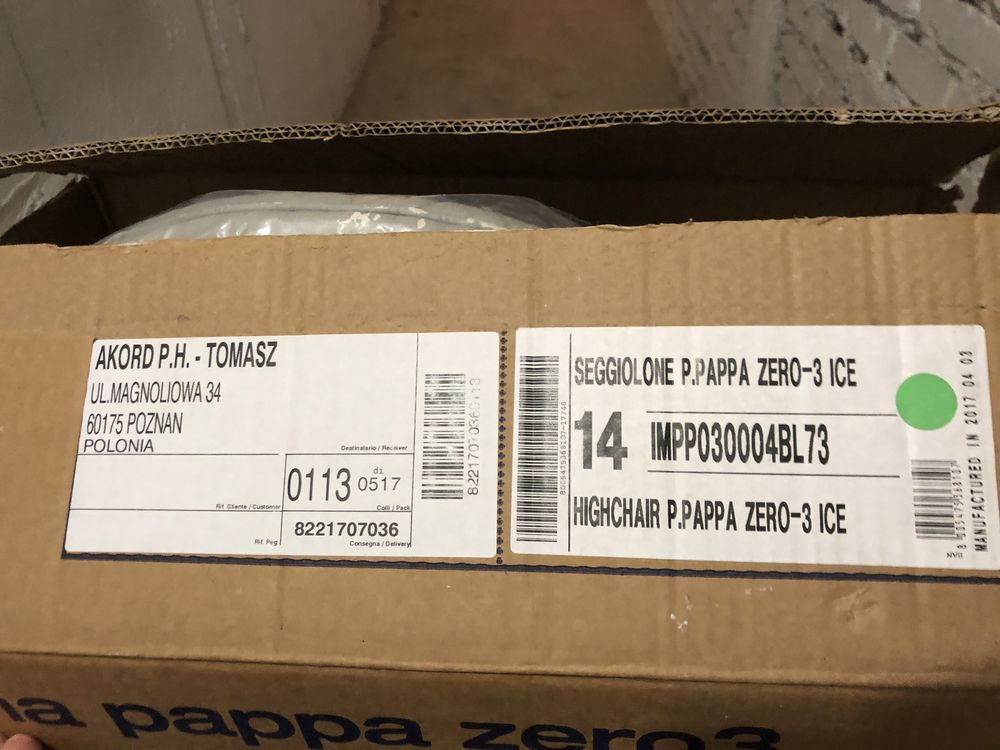 AKORD P.H. - TOMASZ
UL.MAGNOLIOWA 34
60175 POZNAN
POLONIA
Destinatario / Receiver
0113 di 0517
Rif. Cliente / Customer
Colli / Pack
8221707036
Rif. Peg
Consegna / Delivery
82217070360113
SEGGIOLONE P.PAPPA ZERO-3 ICE
14
IMPP030004BL73
HIGHCHAIR P.PAPPA ZERO-3 ICE
MANUFACTURED IN 2017 04 03
pappa zero3